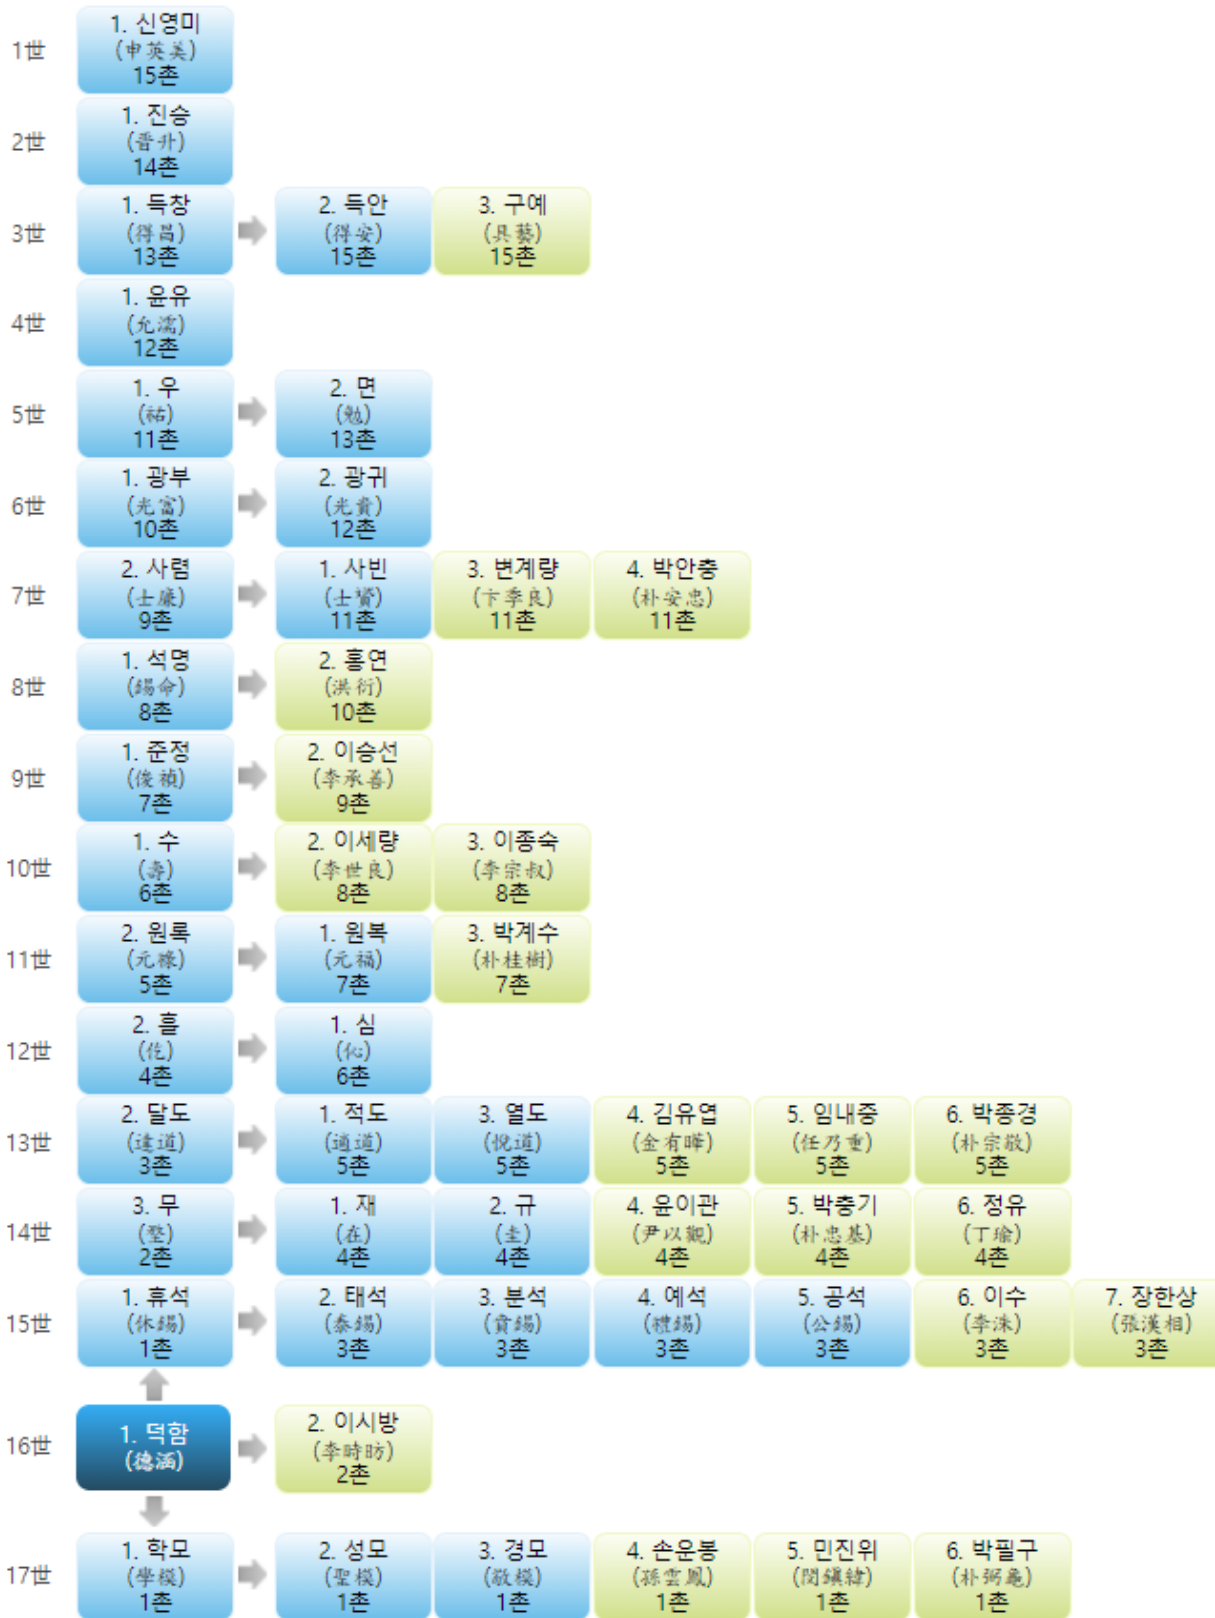 1世
1. 신영미
(申英美)
15촌
2世
1. 진승
(晋升)
14촌
3世
1. 득창
(得昌)
13촌
2. 득안
(得安)
15촌
3. 구예
(具藝)
15촌
4世
1. 윤유
(允濡)
12촌
5世
1. 우
(祐)
11촌
2. 면
(勉)
13촌
6世
1. 광부
(光富)
10촌
2. 광귀
(光貴)
12촌
7世
2. 사렴
(士廉)
9촌
1. 사빈
(士贇)
11촌
3. 변계량
(卞季良)
11촌
4. 박안충
(朴安忠)
11촌
8世
1. 석명
(錫命)
8촌
2. 홍연
(洪衍)
10촌
9世
1. 준정
(俊禎)
7촌
2. 이승선
(李承善)
9촌
10世
1. 수
(壽)
6촌
2. 이세량
(李世良)
8촌
3. 이종숙
(李宗叔)
8촌
11世
2. 원록
(元祿)
5촌
1. 원복
(元福)
7촌
3. 박계수
(朴桂樹)
7촌
12世
2. 흘
(仡)
4촌
1. 심
(伈)
6촌
13世
2. 달도
(達道)
3촌
1. 적도
(適道)
5촌
3. 열도
(悅道)
5촌
4. 김유엽
(金有曄)
5촌
5. 임내중
(任乃重)
5촌
6. 박종경
(朴宗敬)
5촌
14世
3. 무
(堥)
2촌
1. 재
(在)
4촌
2. 규
(圭)
4촌
4. 윤이관
(尹以觀)
4촌
5. 박충기
(朴忠基)
4촌
6. 정유
(丁瑜)
4촌
15世
1. 휴석
(休錫)
1촌
2. 태석
(泰錫)
3촌
3. 분석
(賁錫)
3촌
4. 예석
(禮錫)
3촌
5. 공석
(公錫)
3촌
6. 이수
(李洙)
3촌
7. 장한상
(張漢相)
3촌
16世
1. 덕함
(德涵)
2. 이시방
(李時昉)
2촌
17世
1. 학모
(學模)
1촌
2. 성모
(聖模)
1촌
3. 경모
(敬模)
1촌
4. 손운봉
(孫雲鳳)
1촌
5. 민진위
(閔鎭緯)
1촌
6. 박필구
(朴弼龜)
1촌